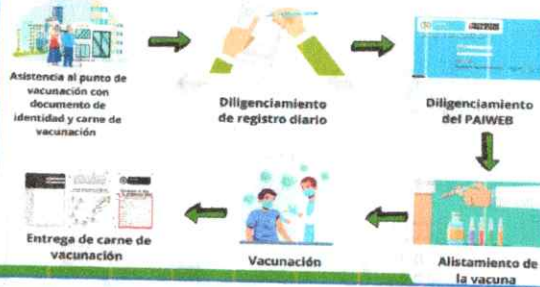 Asistencia al punto de
vacunación con
documento de
identidad y carne de
vacunación
Diligenciamiento
de registro diario
Diligenciamiento
del PAIWEB
Alistamiento de
la vacuna
Vacunación
Entrega de carne de
vacunación